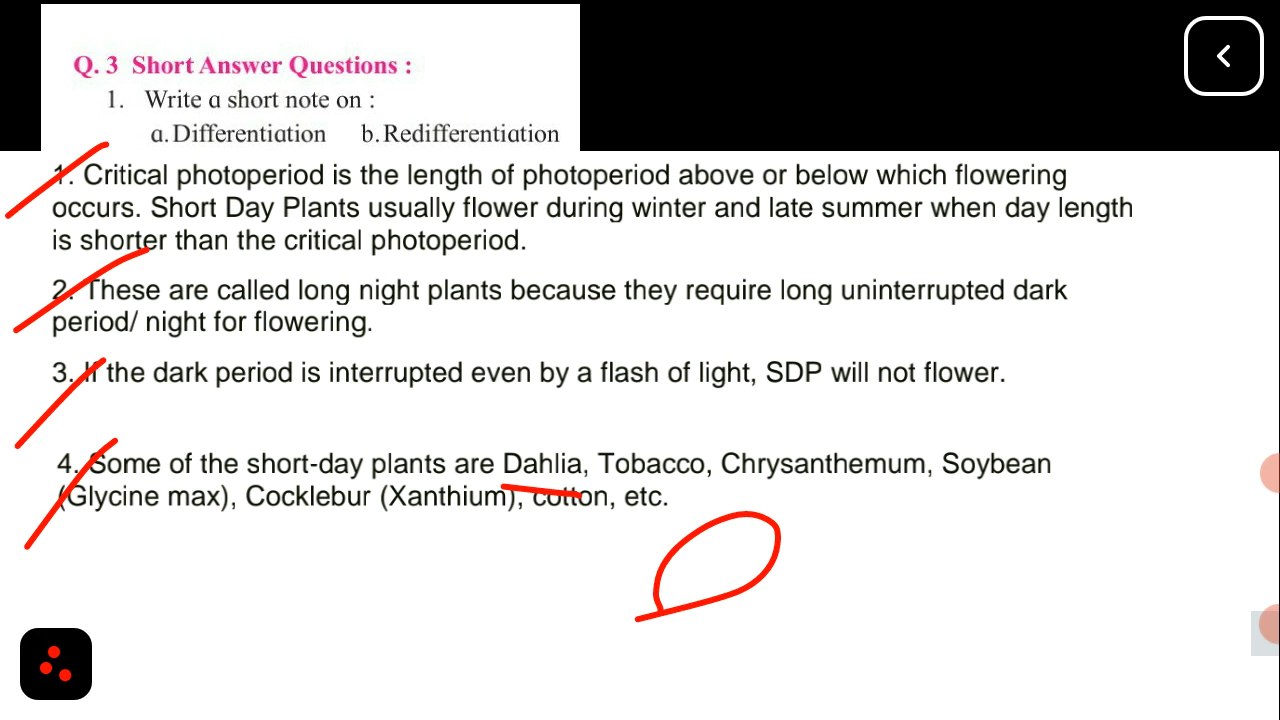 Q. 3 Short Answer Questions :
1. Write a short note on :
a. Differentiation b. Redifferentiation
1. Critical photoperiod is the length of photoperiod above or below which flowering
occurs. Short Day Plants usually flower during winter and late summer when day length
is shorter than the critical photoperiod.
2. These are called long night plants because they require long uninterrupted dark
period/ night for flowering.
3. If the dark period is interrupted even by a flash of light, SDP will not flower.
4. Some of the short-day plants are Dahlia, Tobacco, Chrysanthemum, Soybean
(Glycine max), Cocklebur (Xanthium), cotton, etc.